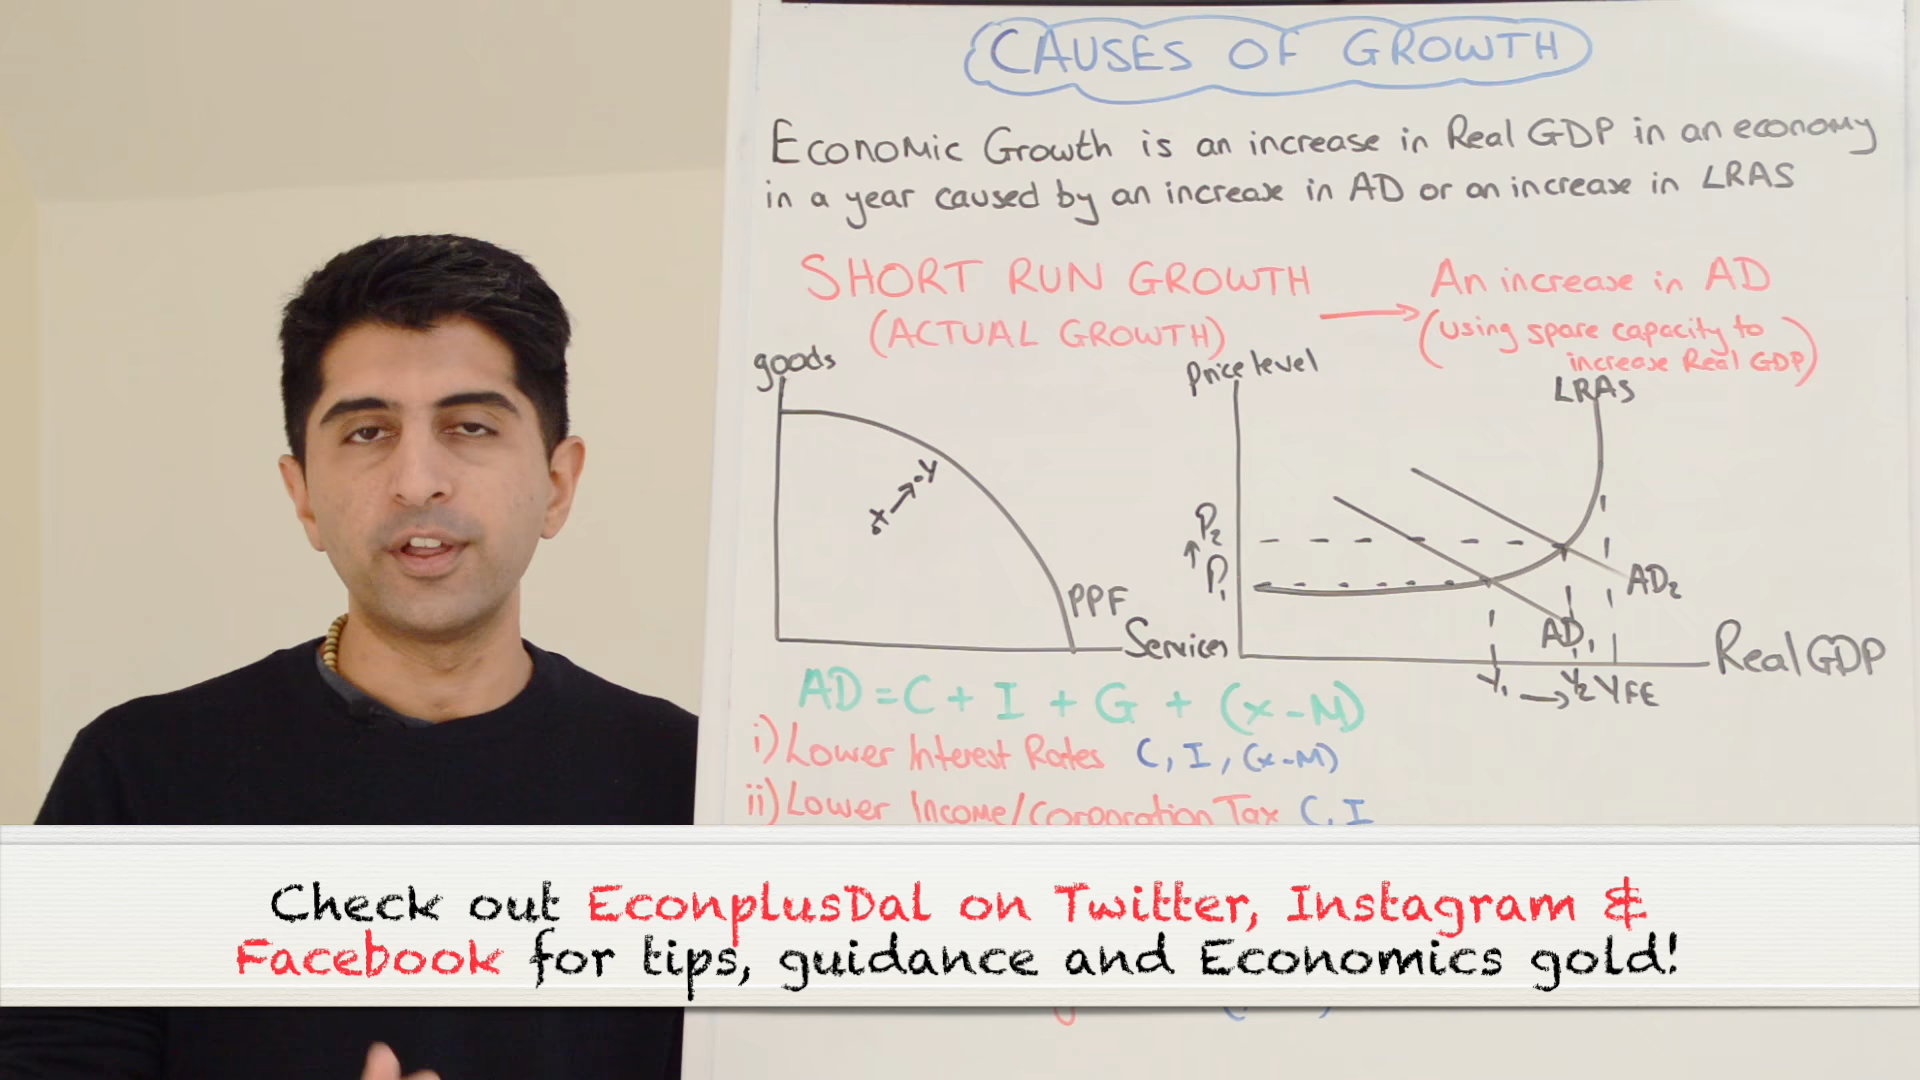 CAUSES OF GROWTH
Economic Growth is an increase in Real GDP in an economy
in a year caused by an increase in AD or an increase in LRAS
SHORT RUN GROWTH
(ACTUAL GROWTH)
An increase in AD
(using spare capacity to
increase Real GDP)
goods
X
Y
PPF
Services
Price level
LRAS
P2
P1
AD2
AD1
Real GDP
Y1 → Y2 YFE
AD = C + I + G + (X-M)
i) Lower Interest Rates C, I, (X-M)
ii) Lower Income/Corporation Tax C, I
Check out EconplusDal on Twitter, Instagram &
Facebook for tips, guidance and Economics gold!